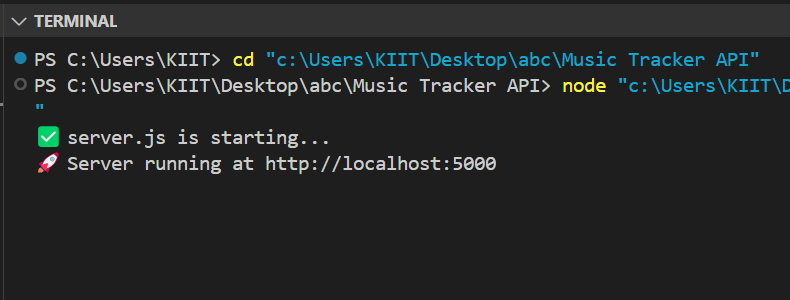 TERMINAL
PS C:\Users\KIIT> cd "c:\Users\KIIT\Desktop\abc\Music Tracker API"
PS C:\Users\KIIT\Desktop\abc\Music Tracker API> node "c:\Users\KIIT\D
"
✅ server.js is starting...
🚀 Server running at http://localhost:5000